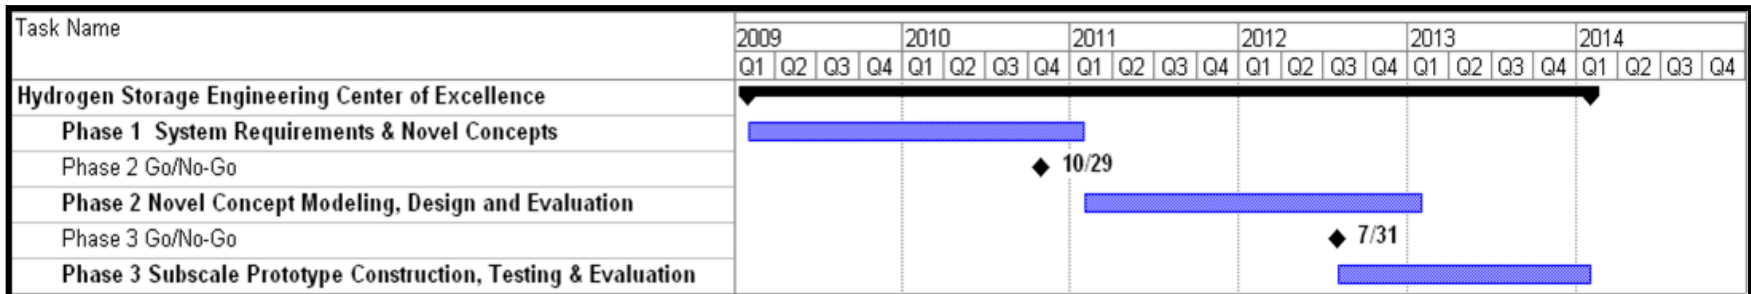 Task Name
2009 2010 2011 2012 2013 2014
Q1 Q2 Q3 Q4 Q1 Q2 Q3 Q4 Q1 Q2 Q3 Q4 Q1 Q2 Q3 Q4 Q1 Q2 Q3 Q4 Q1 Q2 Q3 Q4
Hydrogen Storage Engineering Center of Excellence
Phase 1 System Requirements & Novel Concepts
Phase 2 Go/No-Go 10/29
Phase 2 Novel Concept Modeling, Design and Evaluation
Phase 3 Go/No-Go 7/31
Phase 3 Subscale Prototype Construction, Testing & Evaluation